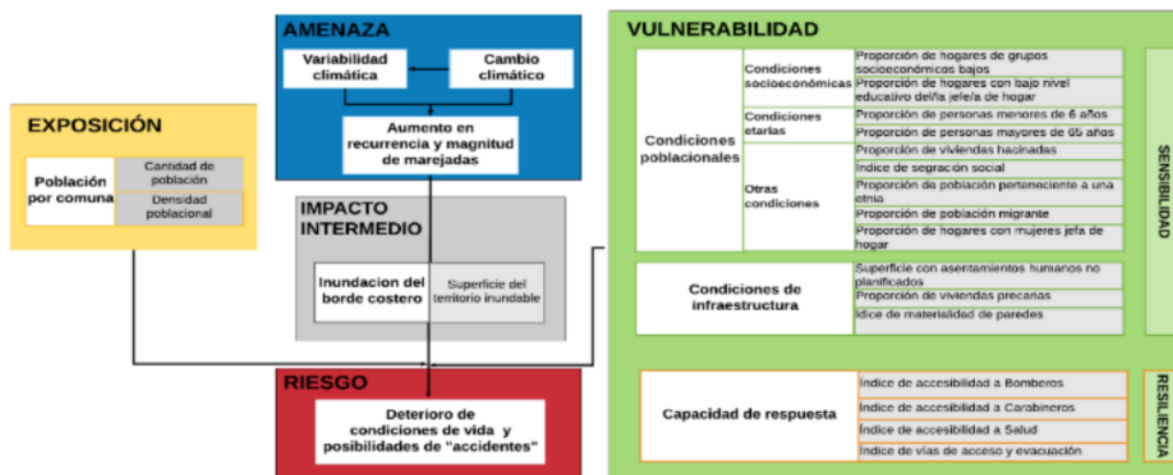 EXPOSICIÓN
Población
por comuna
Cantidad de
población
Densidad
poblacional
AMENAZA
Variabilidad
climática
Cambio
climático
Aumento en
recurrencia y magnitud
de marejadas
IMPACTO
INTERMEDIO
Inundacion del
borde costero
Superficie del
territorio inundable
RIESGO
Deterioro de
condiciones de vida y
posibilidades de "accidentes"
VULNERABILIDAD
Condiciones
poblacionales
Condiciones
socioeconómicas
Proporción de hogares de grupos
socioeconómicos bajos
Proporción de hogares con bajo nivel
educativo del/la jefe/a de hogar
Condiciones
etarias
Proporción de personas menores de 6 años
Proporción de personas mayores de 65 años
Otras
condiciones
Proporción de viviendas hacinadas
Indice de segración social
Proporción de población perteneciente a una
etnia
Proporción de población migrante
Proporción de hogares con mujeres jefa de
hogar
Condiciones de
infraestructura
Superficie con asentamientos humanos no
planificados
Proporción de viviendas precarias
Idice de materialidad de paredes
SENSIBILIDAD
Capacidad de respuesta
Índice de accesibilidad a Bomberos
Índice de accesibilidad a Carabineros
Índice de accesibilidad a Salud
Índice de vías de acceso y evacuación
RESILIENCIA